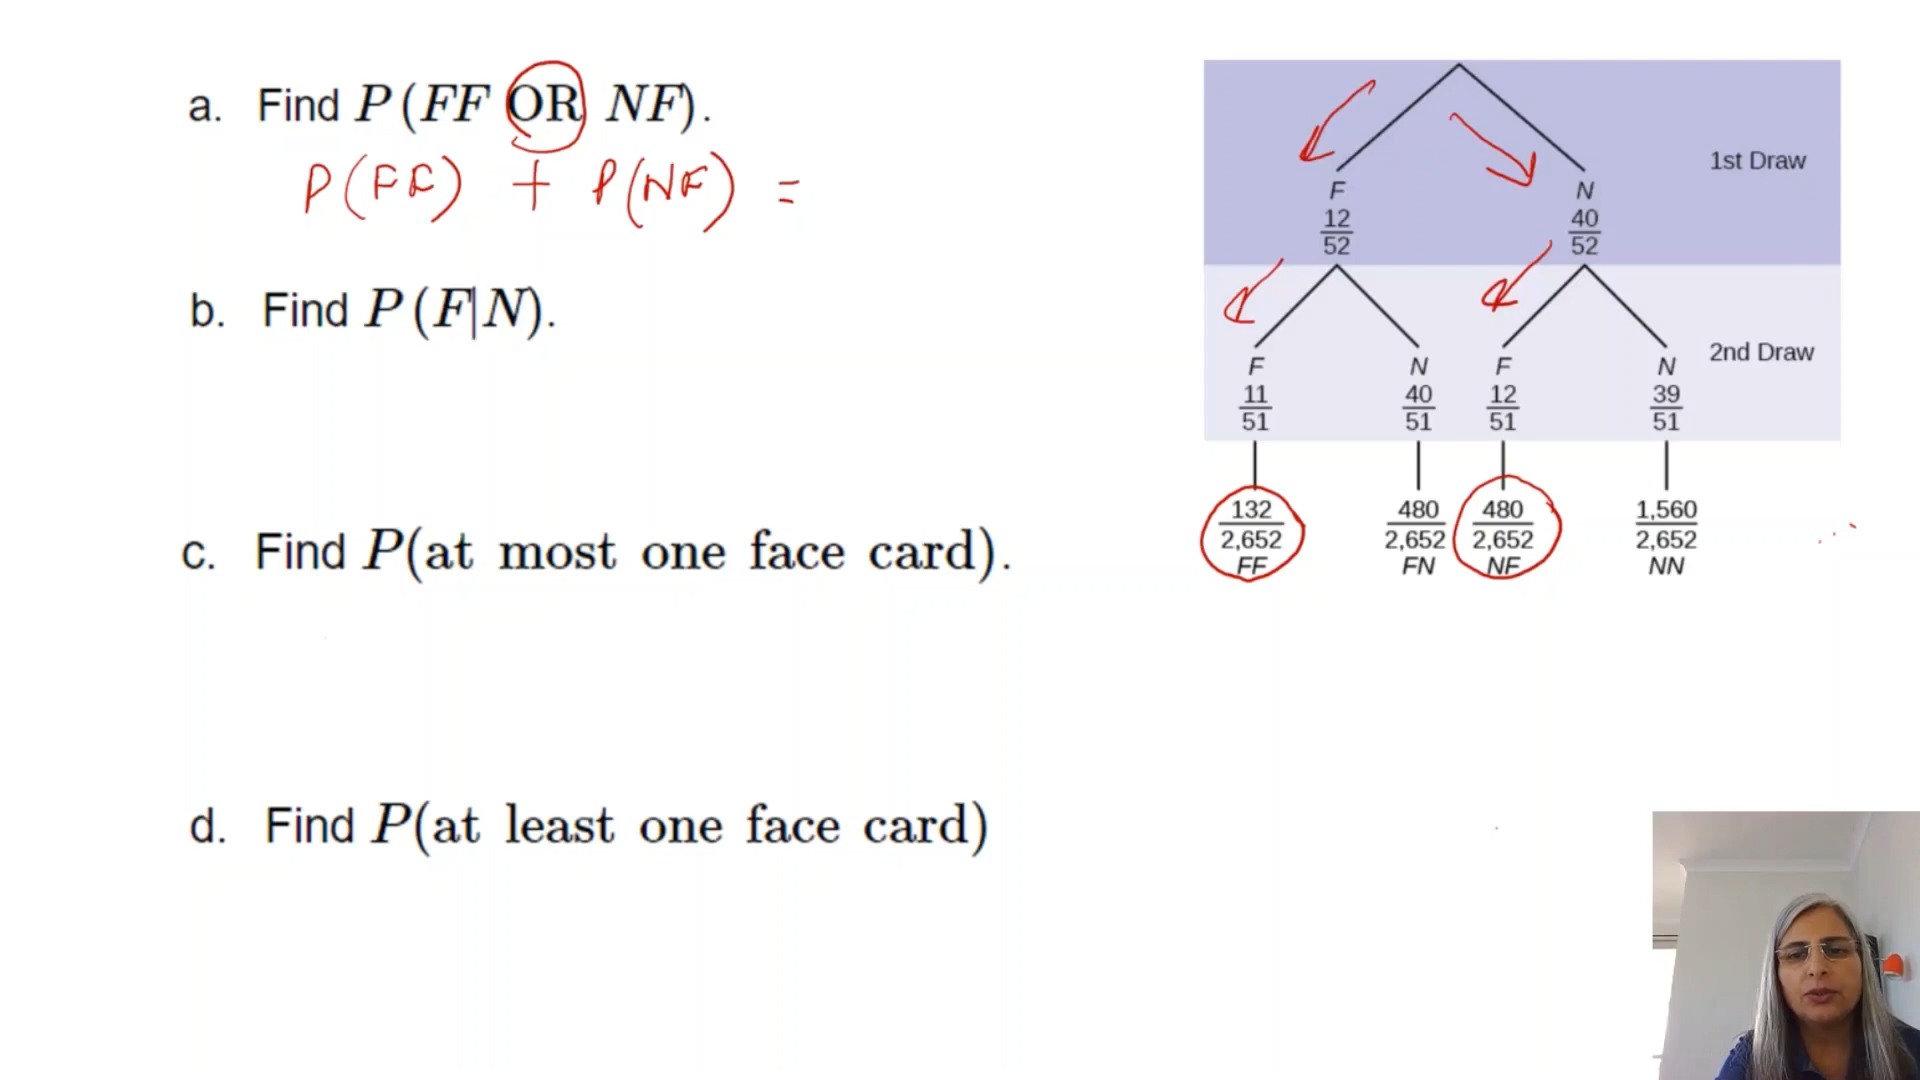 a. Find P(FF OR NF).
P(FF) + P(NF) =
b. Find P(F|N).
c. Find P(at most one face card).
d. Find P(at least one face card)
1st Draw
F N
12/52 40/52
2nd Draw
F N F N
11/51 40/51 12/51 39/51
132/2,652 480/2,652 480/2,652 1,560/2,652
FF FN NF NN